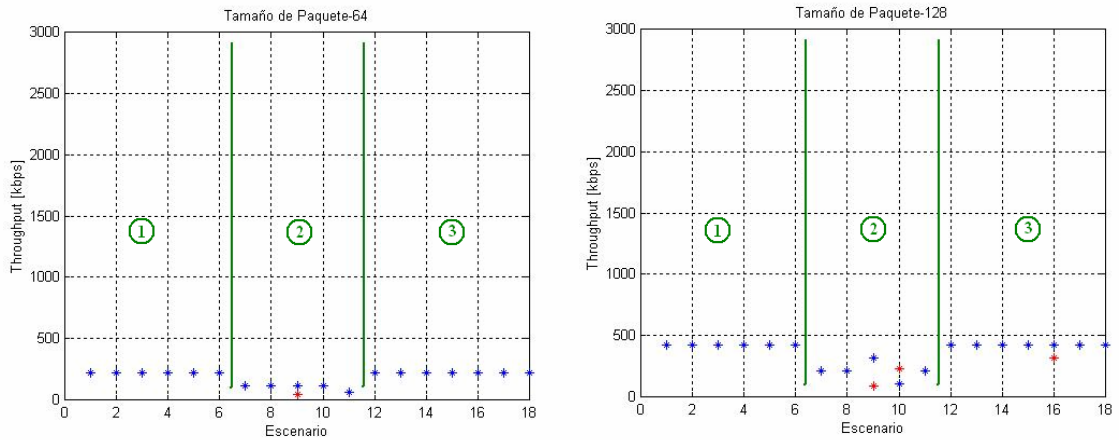 Tamaño de Paquete-64
Throughput [kbps]
3000
2500
2000
1500
1000
500
0
1
2
3
0 2 4 6 8 10 12 14 16 18
Escenario
Tamaño de Paquete-128
Throughput [kbps]
3000
2500
2000
1500
1000
500
0
1
2
3
0 2 4 6 8 10 12 14 16 18
Escenario